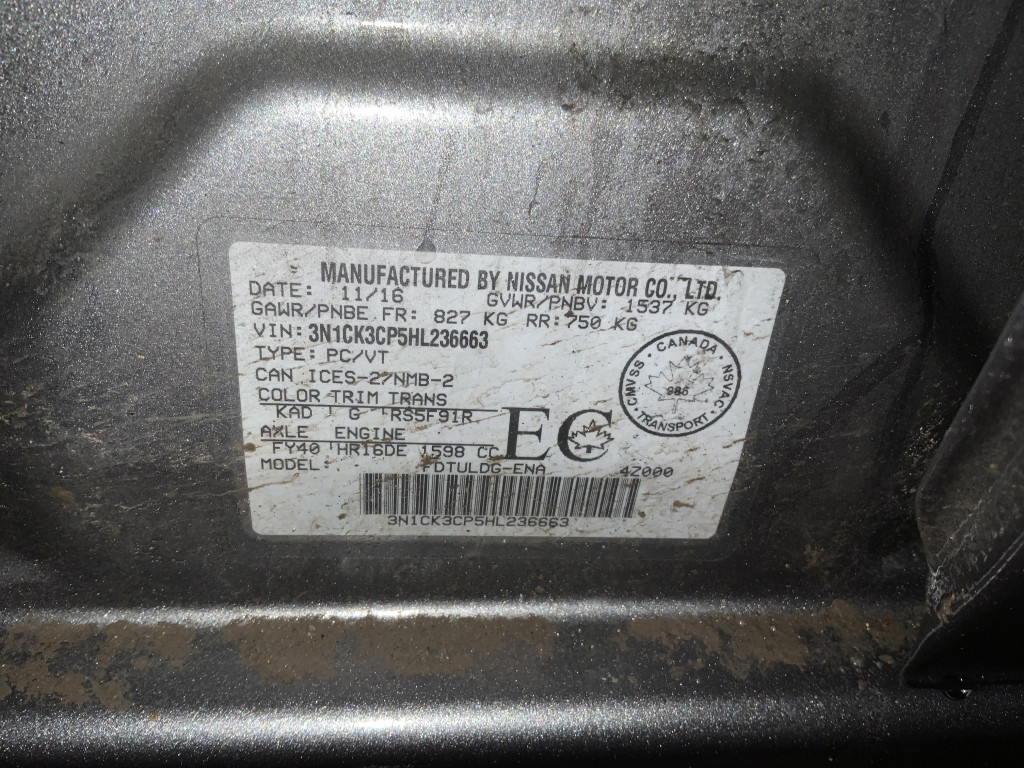 MANUFACTURED BY NISSAN MOTOR CO., LTD.
DATE: 11/16 GVWR/PNBV: 1537 KG
GAWR/PNBE FR: 827 KG RR: 750 KG
VIN: 3N1CK3CP5HL236663
TYPE: PC/VT
CAN ICES-2/NMB-2
COLOR TRIM TRANS
KAD G RS5F91R
AXLE ENGINE
FY40 HR16DE 1598 CC
MODEL: FDTULDG-ENA 4Z000
3N1CK3CP5HL236663
EC
CANADA · NSVAC · TRANSPORT · CMVSS ·